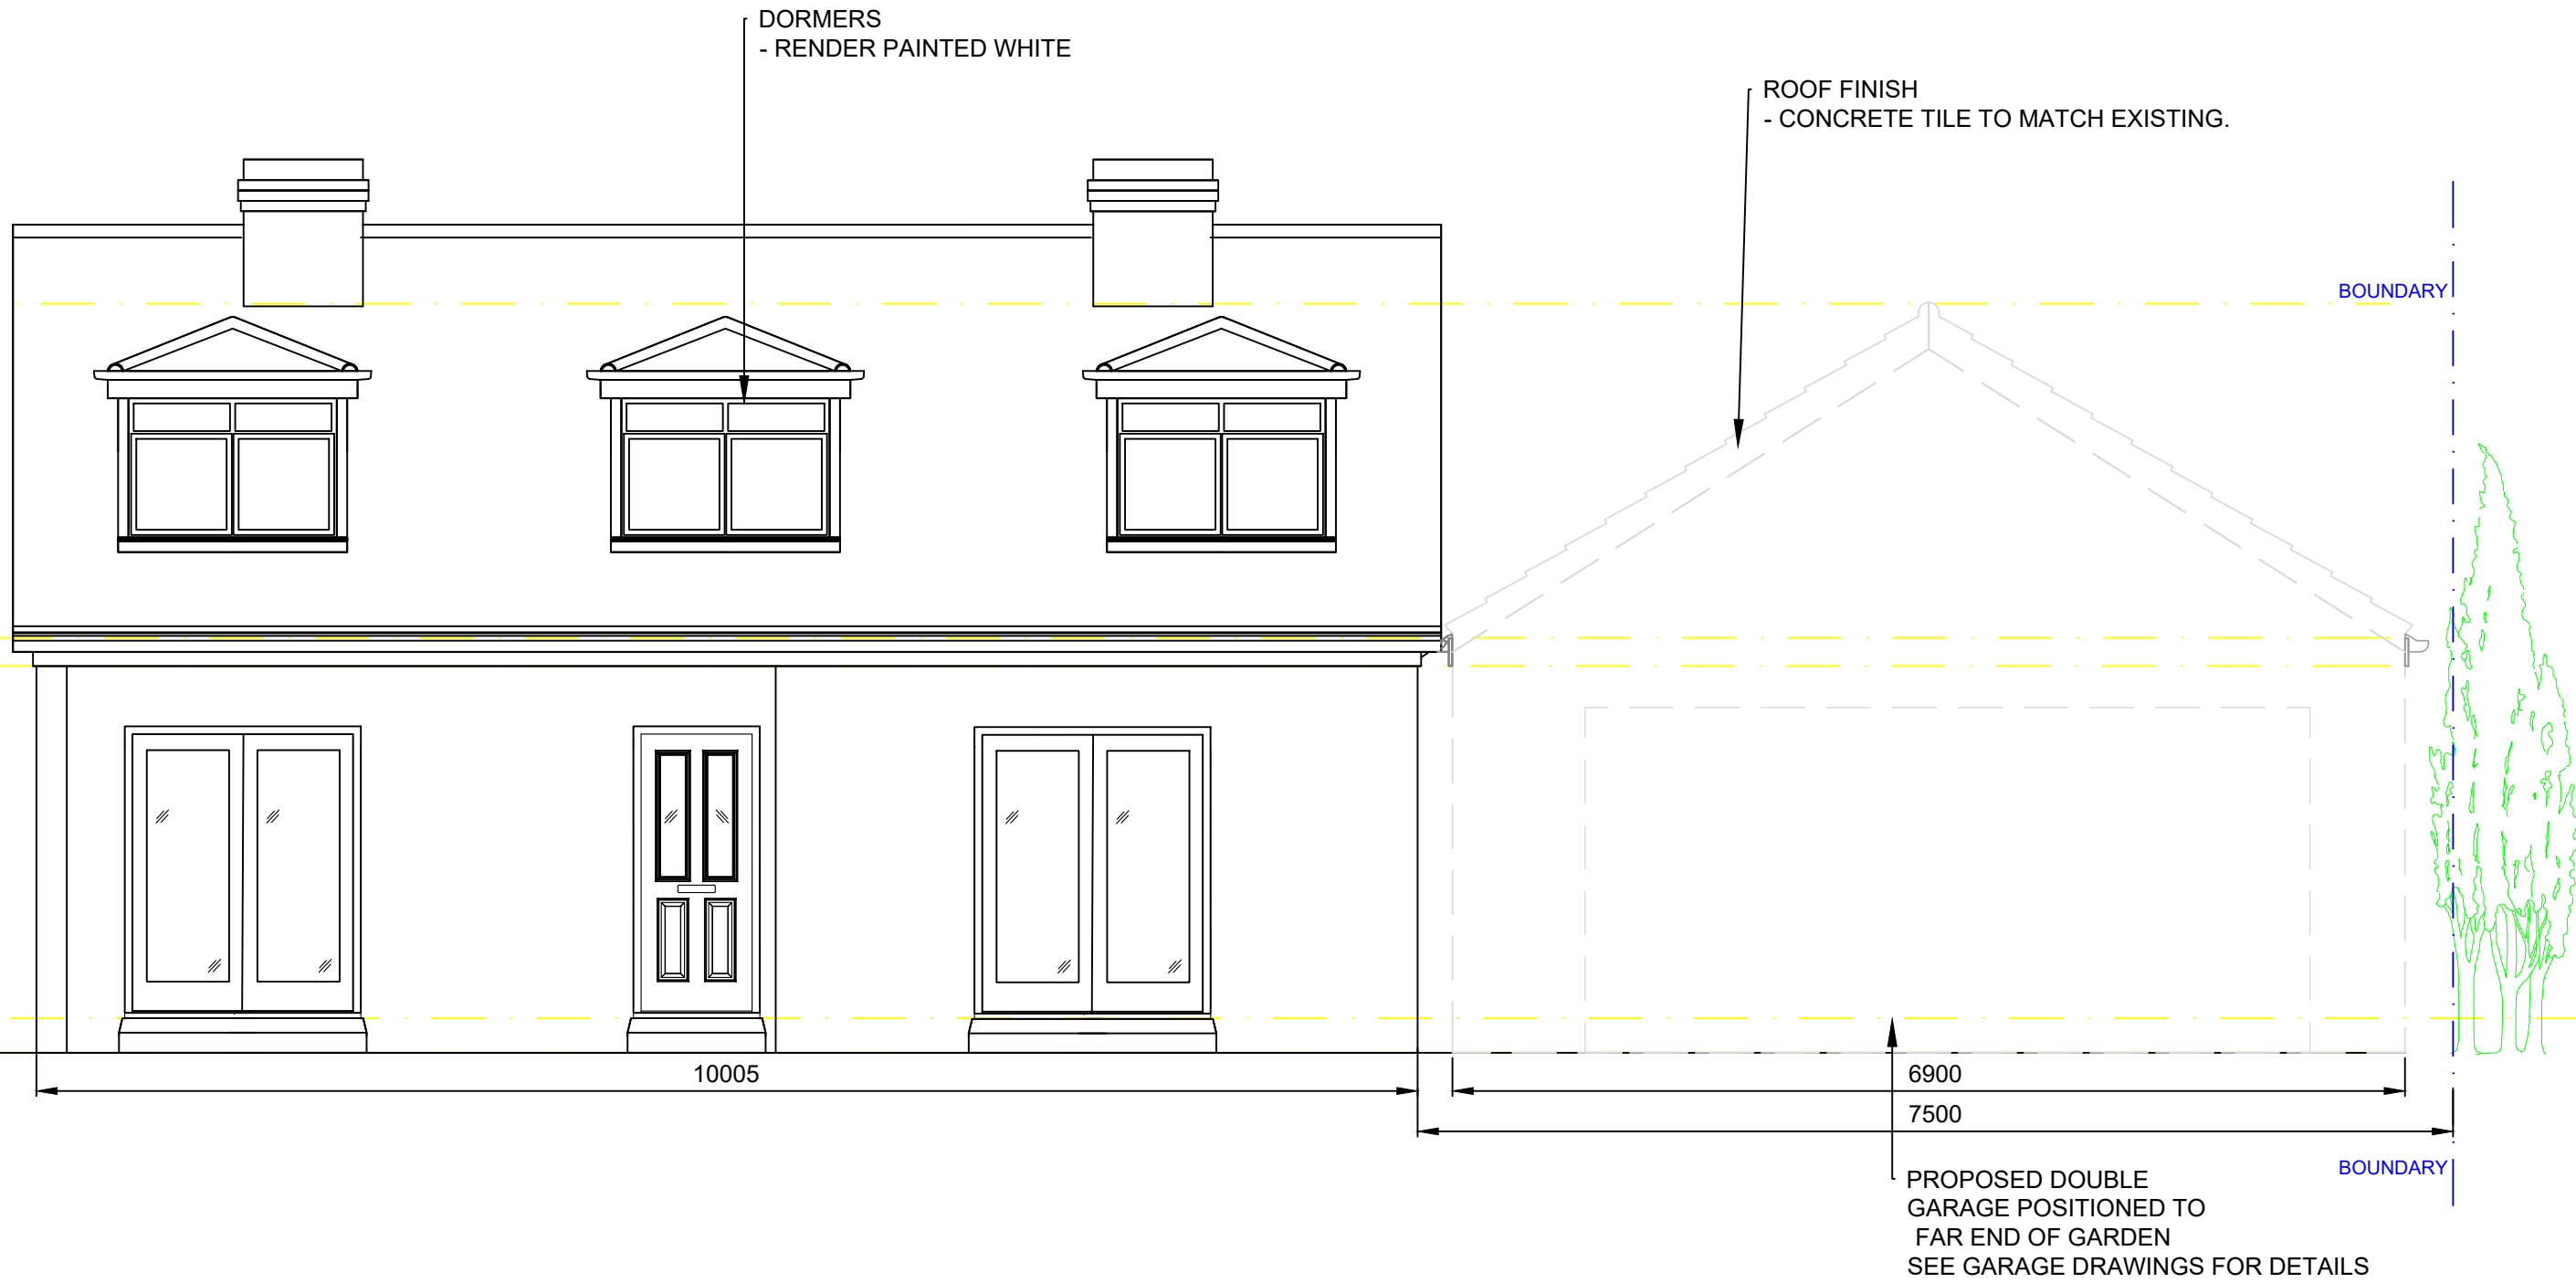 DORMERS
- RENDER PAINTED WHITE
ROOF FINISH
- CONCRETE TILE TO MATCH EXISTING.
BOUNDARY
10005
6900
7500
BOUNDARY
PROPOSED DOUBLE
GARAGE POSITIONED TO
FAR END OF GARDEN
SEE GARAGE DRAWINGS FOR DETAILS